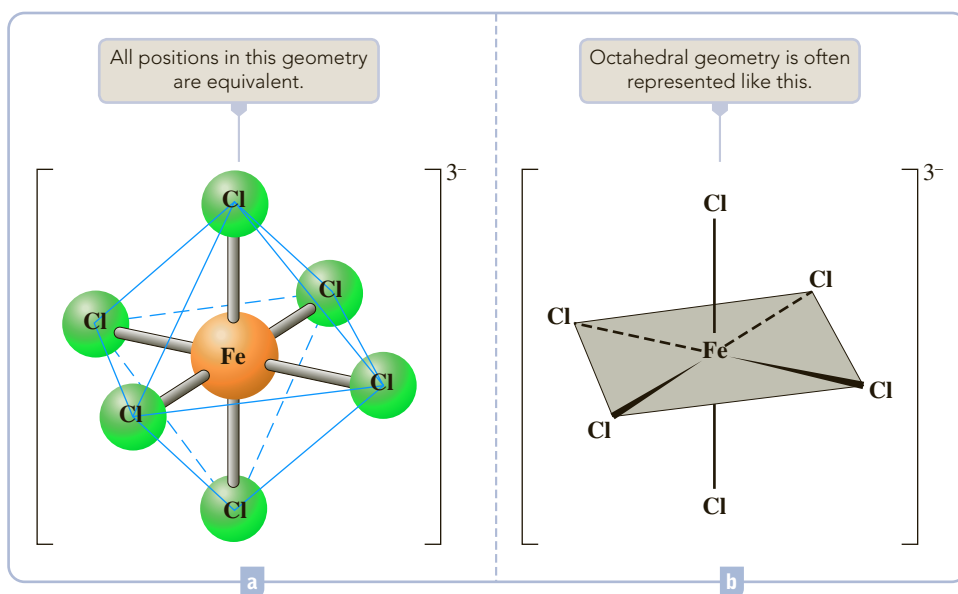 All positions in this geometry
are equivalent.
3–
Cl
Cl
Cl
Fe
Cl
Cl
Cl
a
Octahedral geometry is often
represented like this.
3–
Cl
Cl
Cl
Fe
Cl
Cl
Cl
b